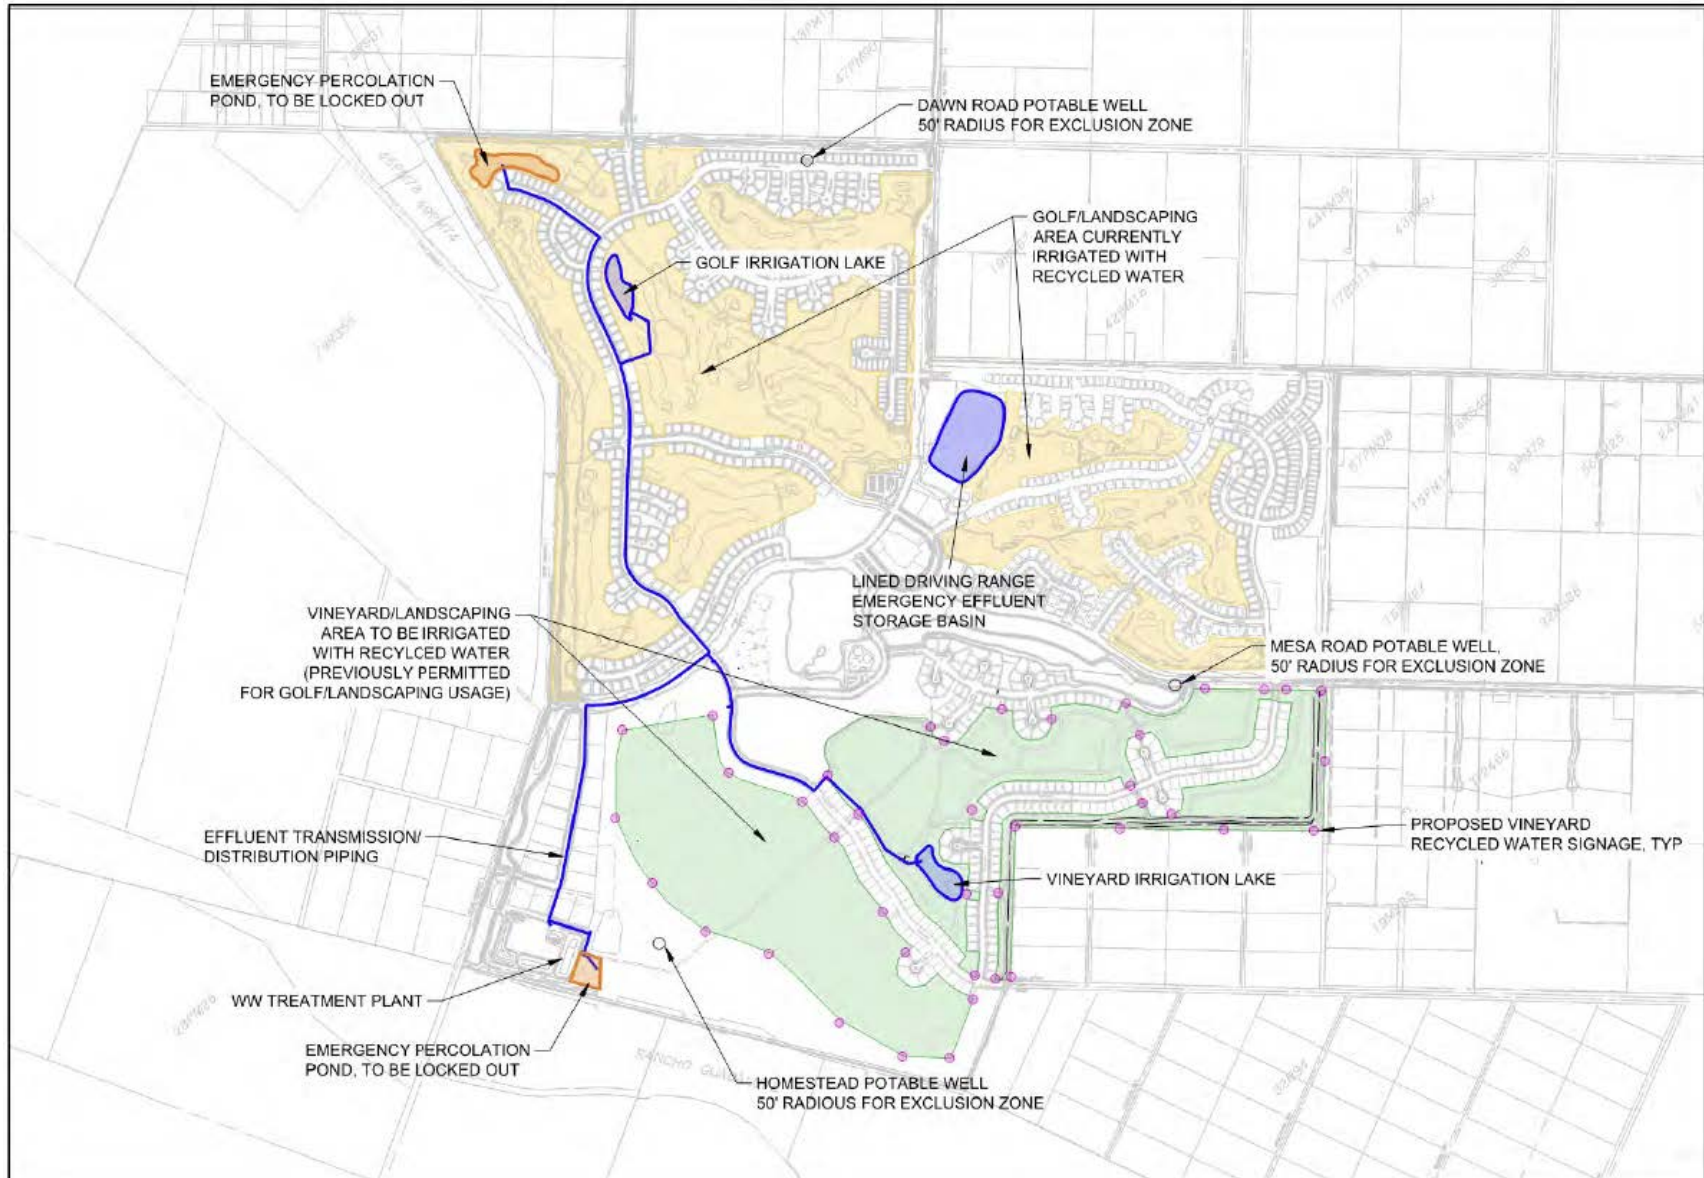 EMERGENCY PERCOLATION
POND, TO BE LOCKED OUT
DAWN ROAD POTABLE WELL
50' RADIUS FOR EXCLUSION ZONE
GOLF/LANDSCAPING
AREA CURRENTLY
IRRIGATED WITH
RECYCLED WATER
GOLF IRRIGATION LAKE
LINED DRIVING RANGE
EMERGENCY EFFLUENT
STORAGE BASIN
VINEYARD/LANDSCAPING
AREA TO BE IRRIGATED
WITH RECYLCED WATER
(PREVIOUSLY PERMITTED
FOR GOLF/LANDSCAPING USAGE)
MESA ROAD POTABLE WELL,
50' RADIUS FOR EXCLUSION ZONE
EFFLUENT TRANSMISSION/
DISTRIBUTION PIPING
PROPOSED VINEYARD
RECYCLED WATER SIGNAGE, TYP
VINEYARD IRRIGATION LAKE
WW TREATMENT PLANT
EMERGENCY PERCOLATION
POND, TO BE LOCKED OUT
HOMESTEAD POTABLE WELL
50' RADIOUS FOR EXCLUSION ZONE
RANCHO